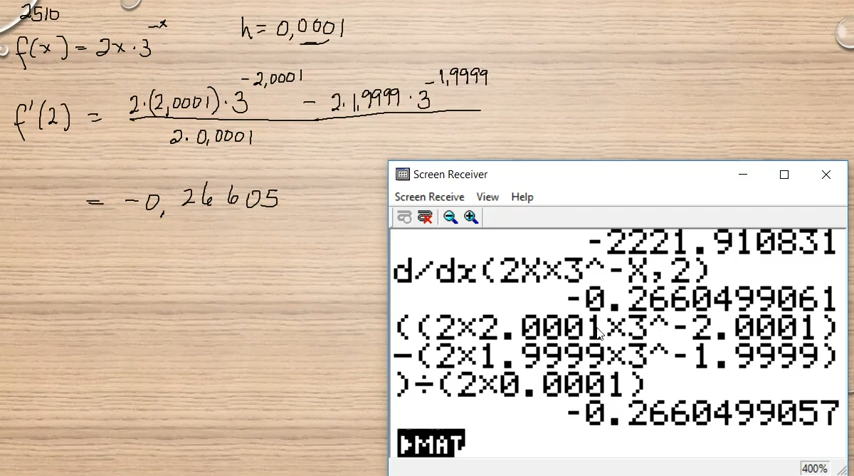 2510
f(x) = 2x · 3^-x
h = 0,0001
f'(2) = 2·(2,0001) · 3^-2,0001 - 2·1,9999 · 3^-1,9999
2·0,0001
= -0,26605
Screen Receiver
Screen Receive View Help
-2221.910831
d/dx(2X×3^-X,2)
-0.2660499061
((2×2.0001×3^-2.0001)
-(2×1.9999×3^-1.9999)
)÷(2×0.0001)
-0.2660499057
▶MAT
400%